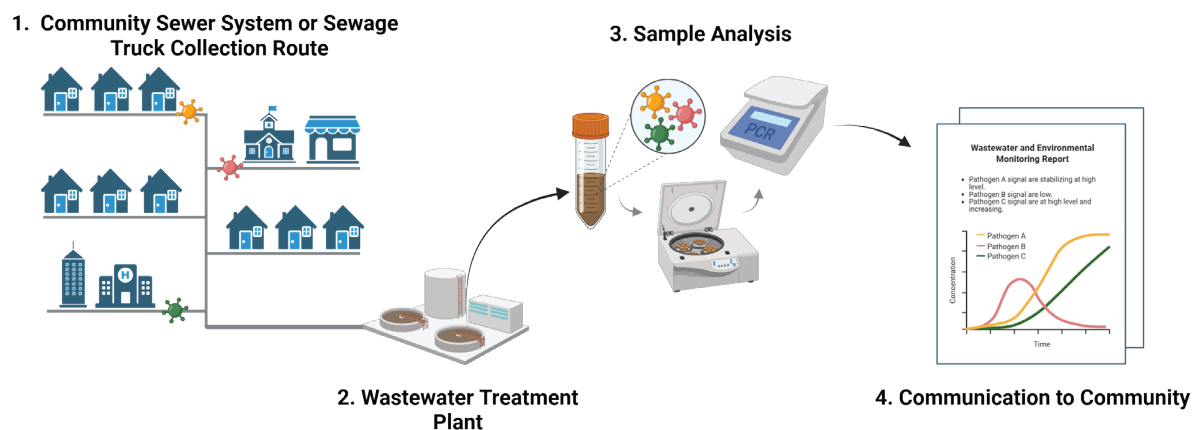 1. Community Sewer System or Sewage
Truck Collection Route
H
2. Wastewater Treatment
Plant
3. Sample Analysis
PCR
Wastewater and Environmental
Monitoring Report
• Pathogen A signal are stabilizing at high
level.
• Pathogen B signal are low.
• Pathogen C signal are at high level and
increasing.
Pathogen A
Pathogen B
Pathogen C
Concentration
Time
4. Communication to Community